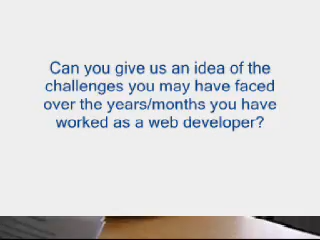 Can you give us an idea of the
challenges you may have faced
over the years/months you have
worked as a web developer?